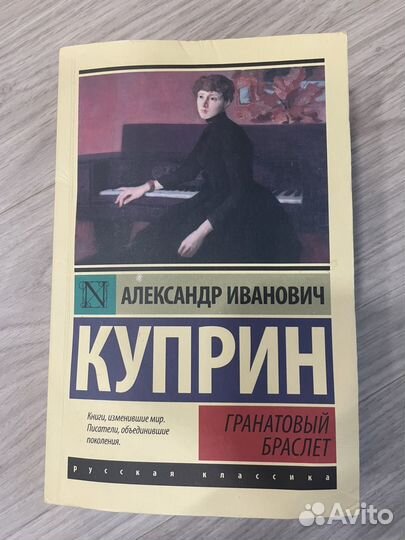 N
АЛЕКСАНДР ИВАНОВИЧ
КУПРИН
Книги, изменившие мир.
Писатели, объединившие
поколения.
ГРАНАТОВЫЙ
БРАСЛЕТ
русская классика
Avito